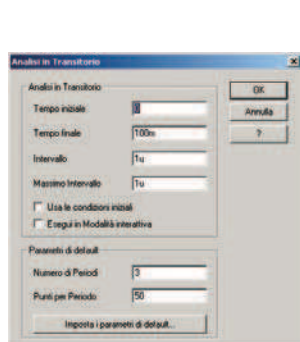 Analisi in Transitorio
Analisi in Transitorio
OK
Tempo iniziale
0
Annulla
Tempo finale
100m
?
Intervallo
1u
Massimo Intervallo
1u
Usa le condizioni iniziali
Esegui in Modalità interattiva
Parametri di default
Numero di Periodi
3
Punti per Periodo
50
Imposta i parametri di default...